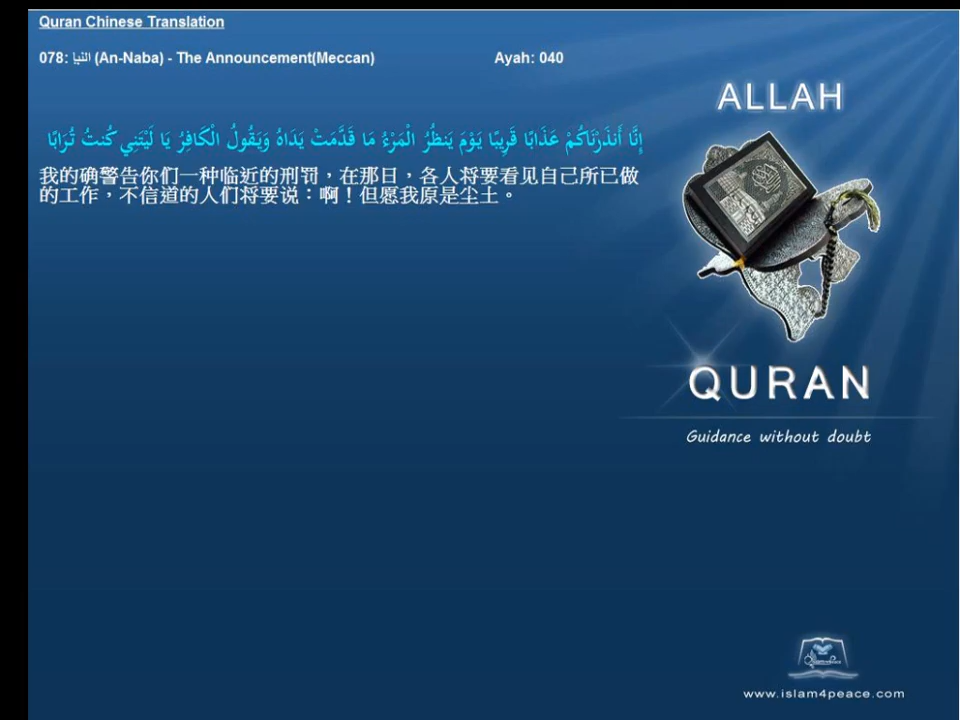 Quran Chinese Translation
078: النبإ (An-Naba) - The Announcement(Meccan) Ayah: 040
ALLAH
إِنَّا أَنذَرْنَاكُمْ عَذَابًا قَرِيبًا يَوْمَ يَنظُرُ الْمَرْءُ مَا قَدَّمَتْ يَدَاهُ وَيَقُولُ الْكَافِرُ يَا لَيْتَنِي كُنتُ تُرَابًا
我的确警告你们一种临近的刑罚，在那日，各人将要看见自己所已做
的工作，不信道的人们将要说：啊！但愿我原是尘土。
QURAN
Guidance without doubt
www.islam4peace.com